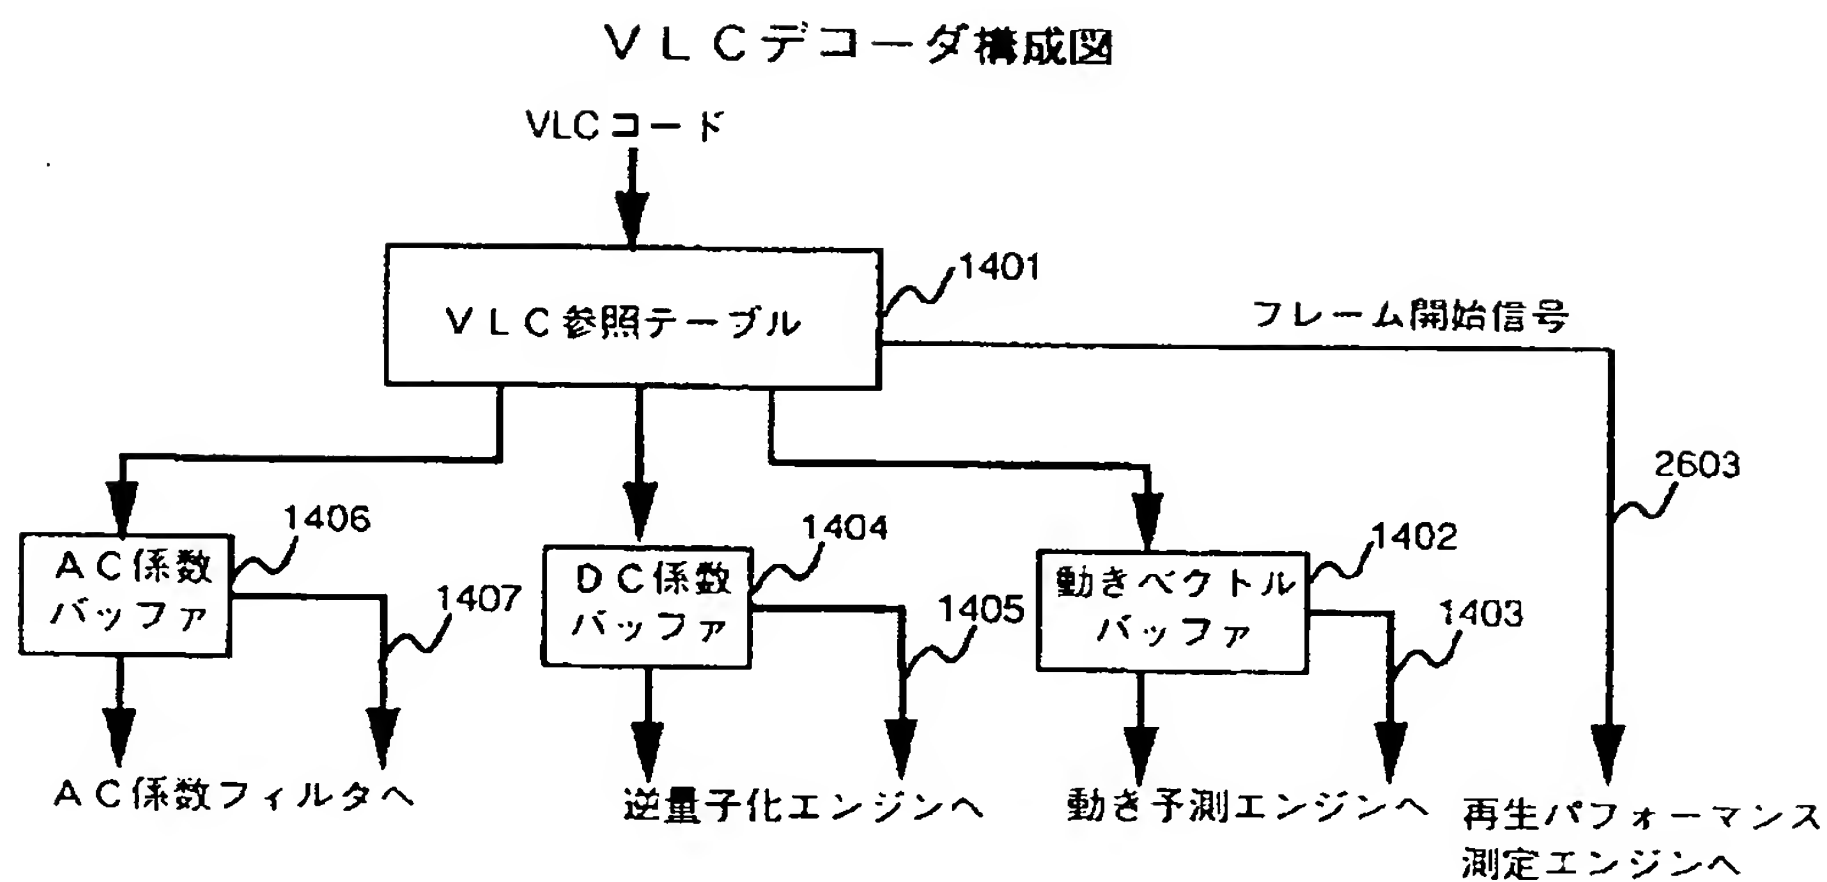 VLCデコーダ構成図
VLCコード
1401
VLC参照テーブル
フレーム開始信号
2603
1406
AC係数
バッファ
1407
1404
DC係数
バッファ
1405
1402
動きベクトル
バッファ
1403
AC係数フィルタへ
逆量子化エンジンへ
動き予測エンジンへ
再生パフォーマンス
測定エンジンへ